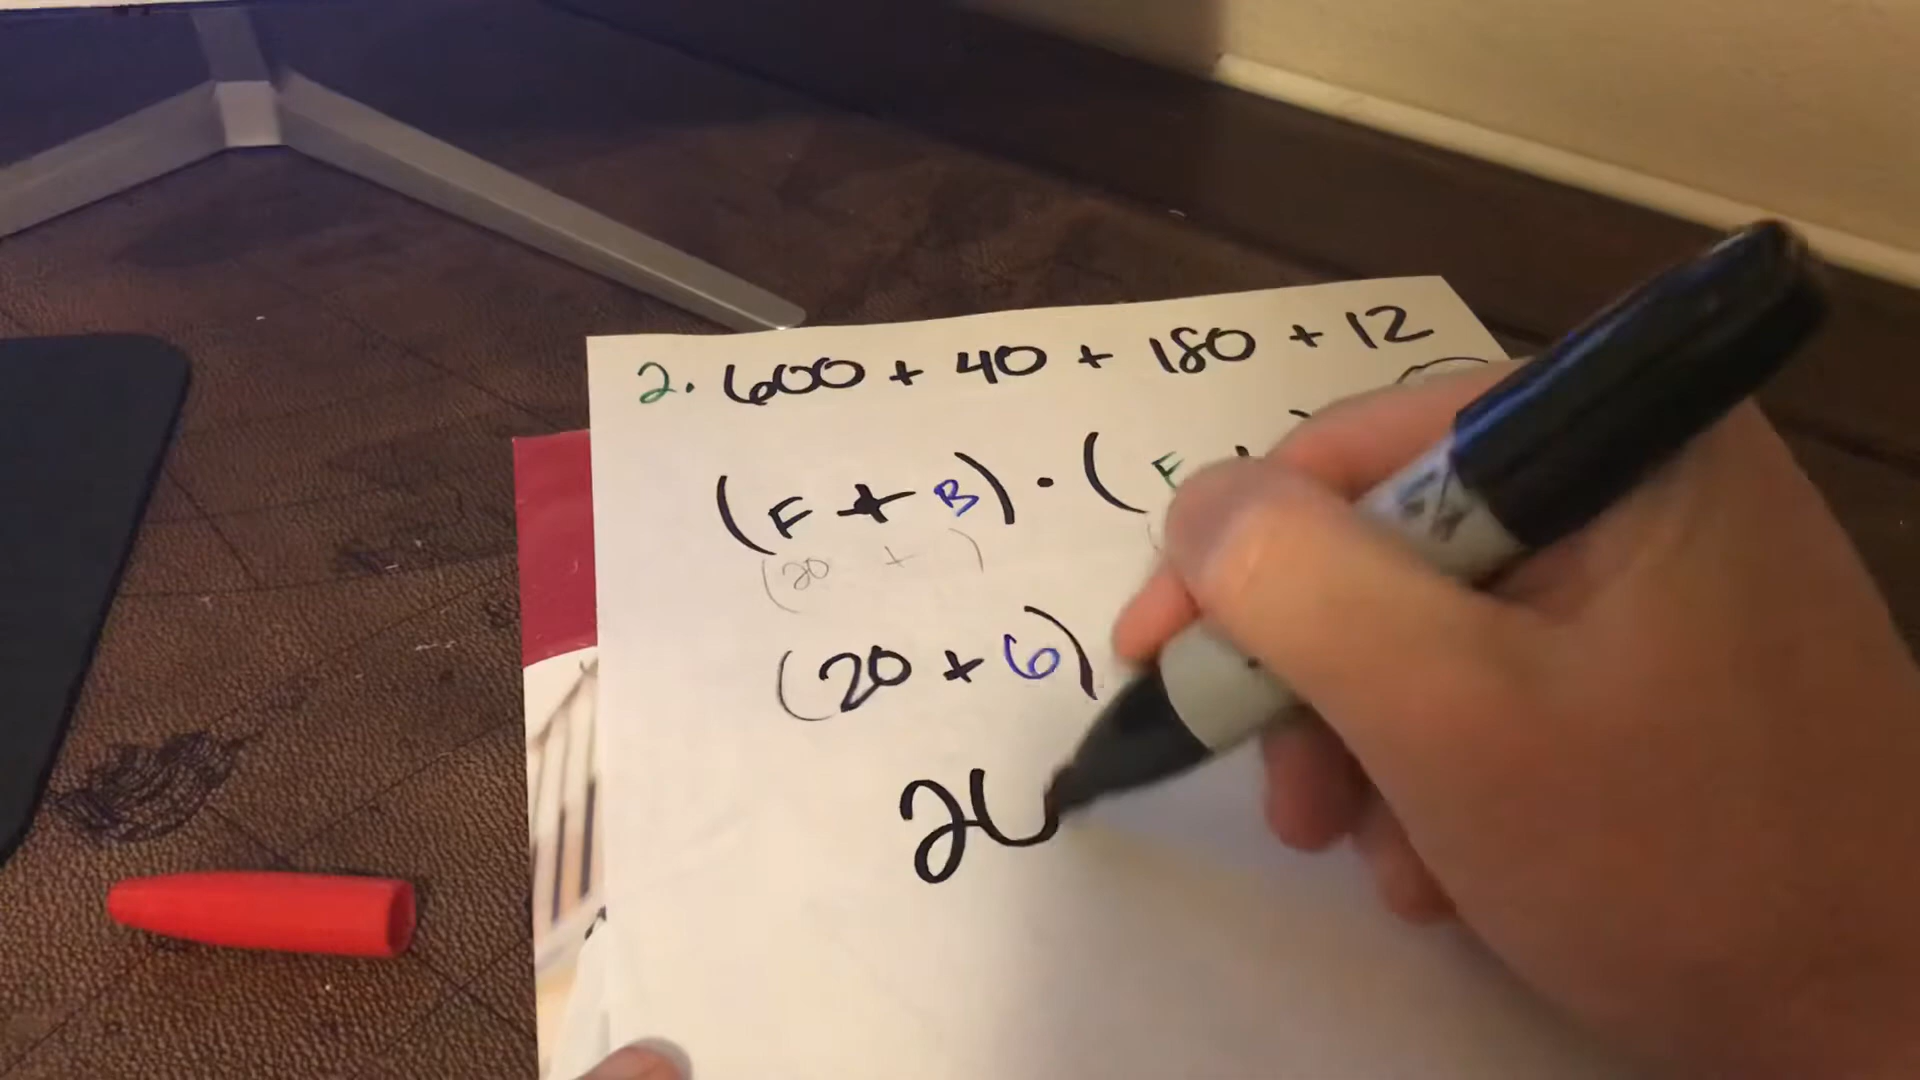 2. 600 + 40 + 180 + 12
(F + B) · (F
(20 + )
(20 + 6)
2